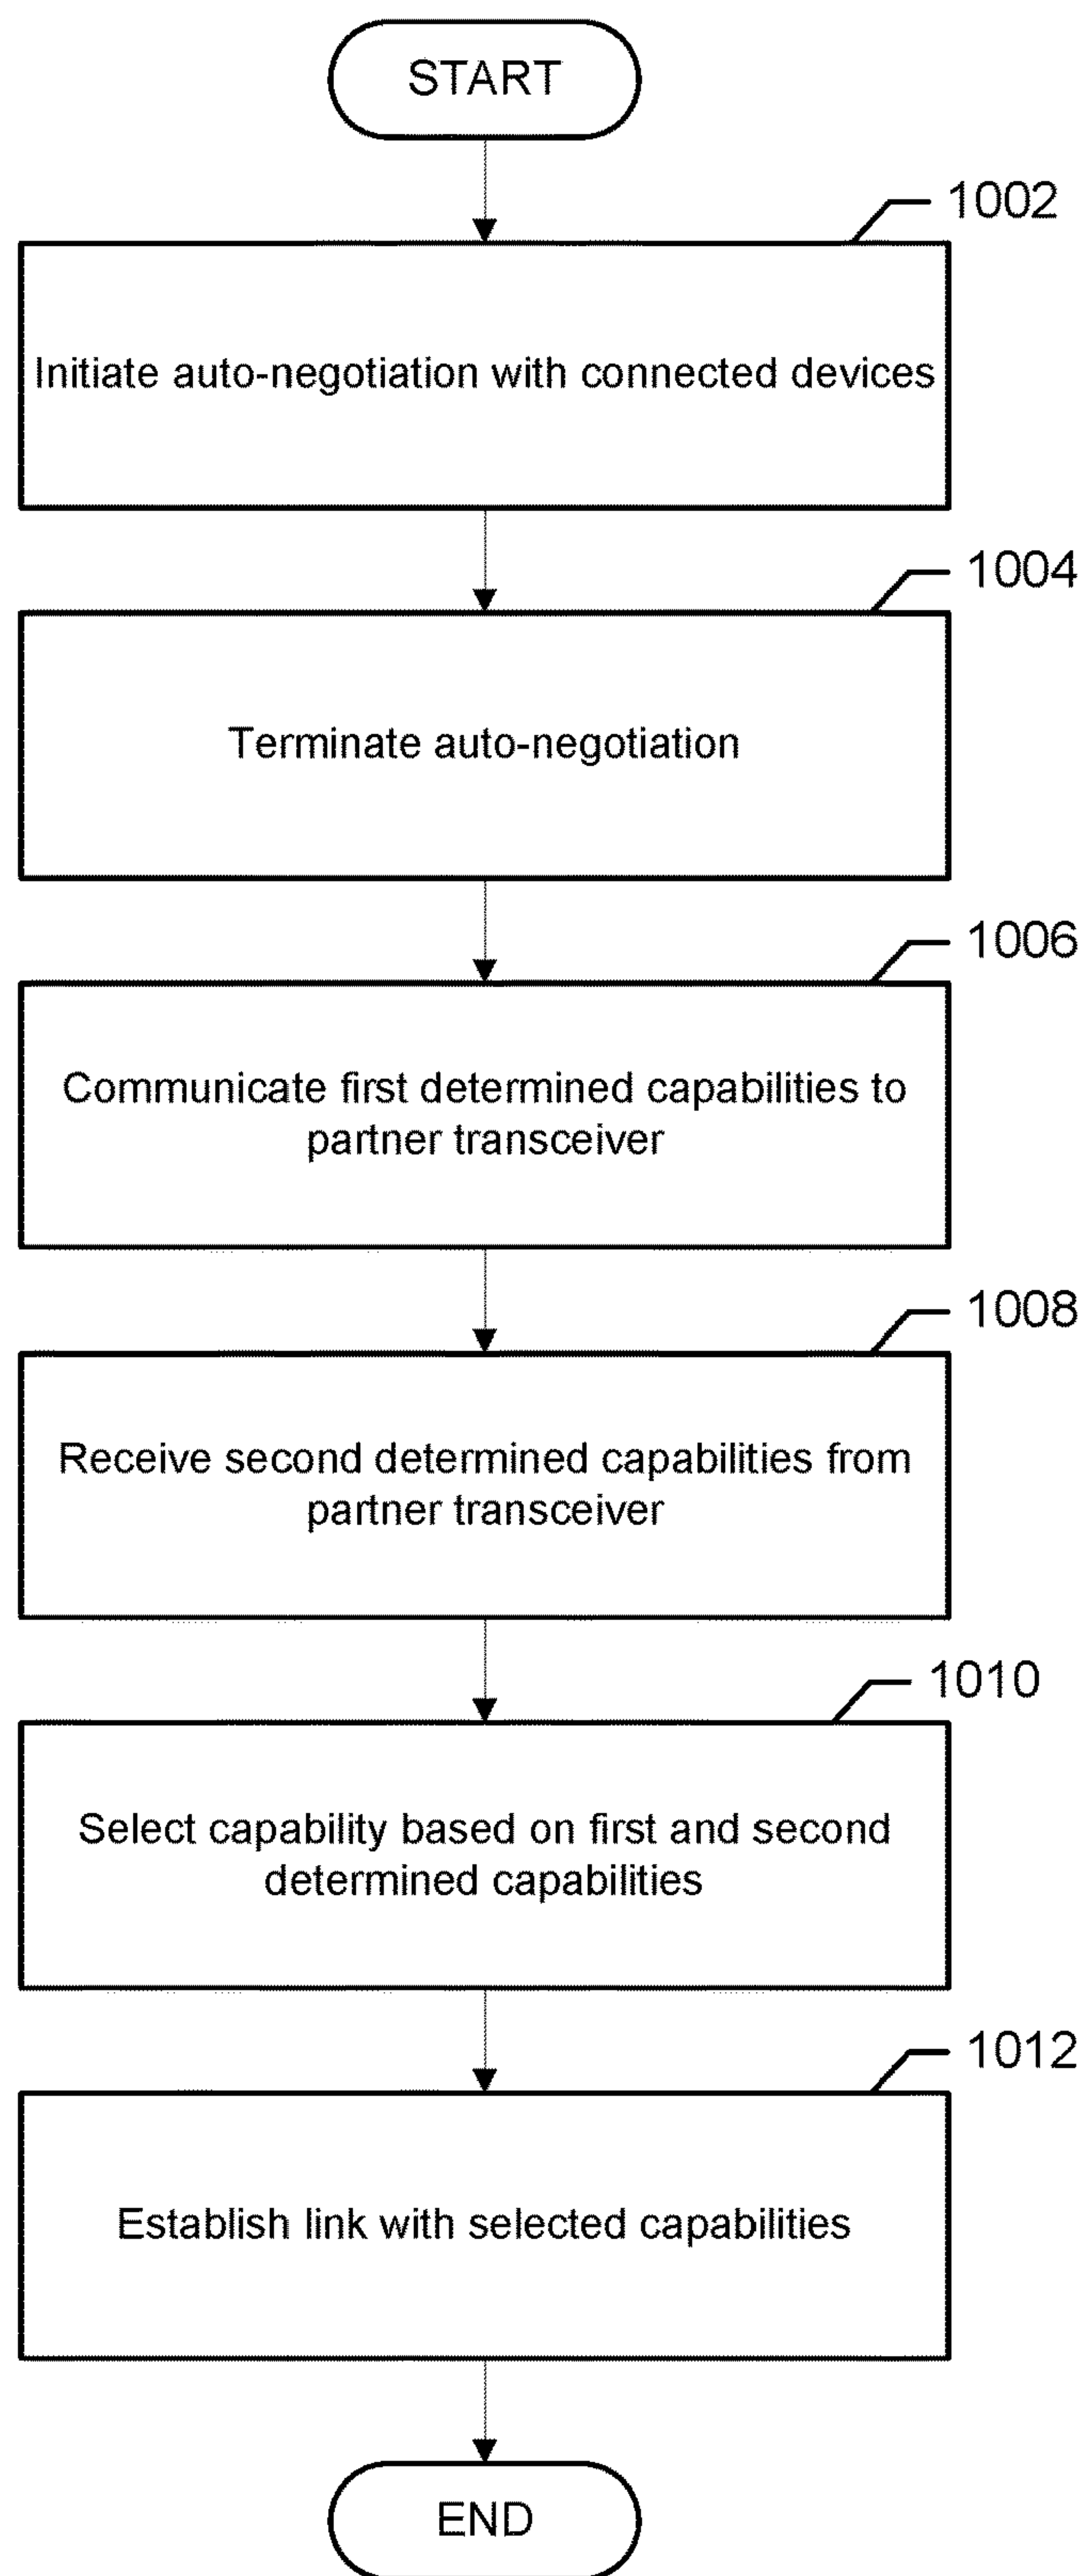 START
1002
Initiate auto-negotiation with connected devices
1004
Terminate auto-negotiation
1006
Communicate first determined capabilities to
partner transceiver
1008
Receive second determined capabilities from
partner transceiver
1010
Select capability based on first and second
determined capabilities
1012
Establish link with selected capabilities
END